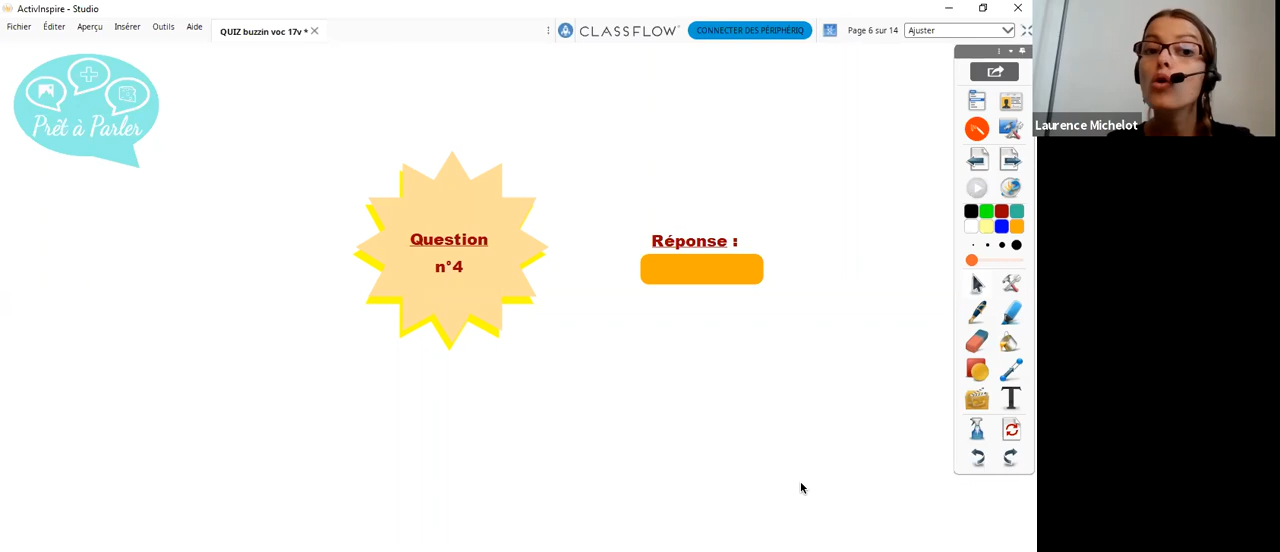 ActivInspire - Studio
Fichier Éditer Aperçu Insérer Outils Aide
QUIZ buzzin voc 17v *
CLASSFLOW
CONNECTER DES PÉRIPHÉRIQ
Page 6 sur 14
Ajuster
Laurence Michelot
Prêt à Parler
Question
n°4
Réponse :
T